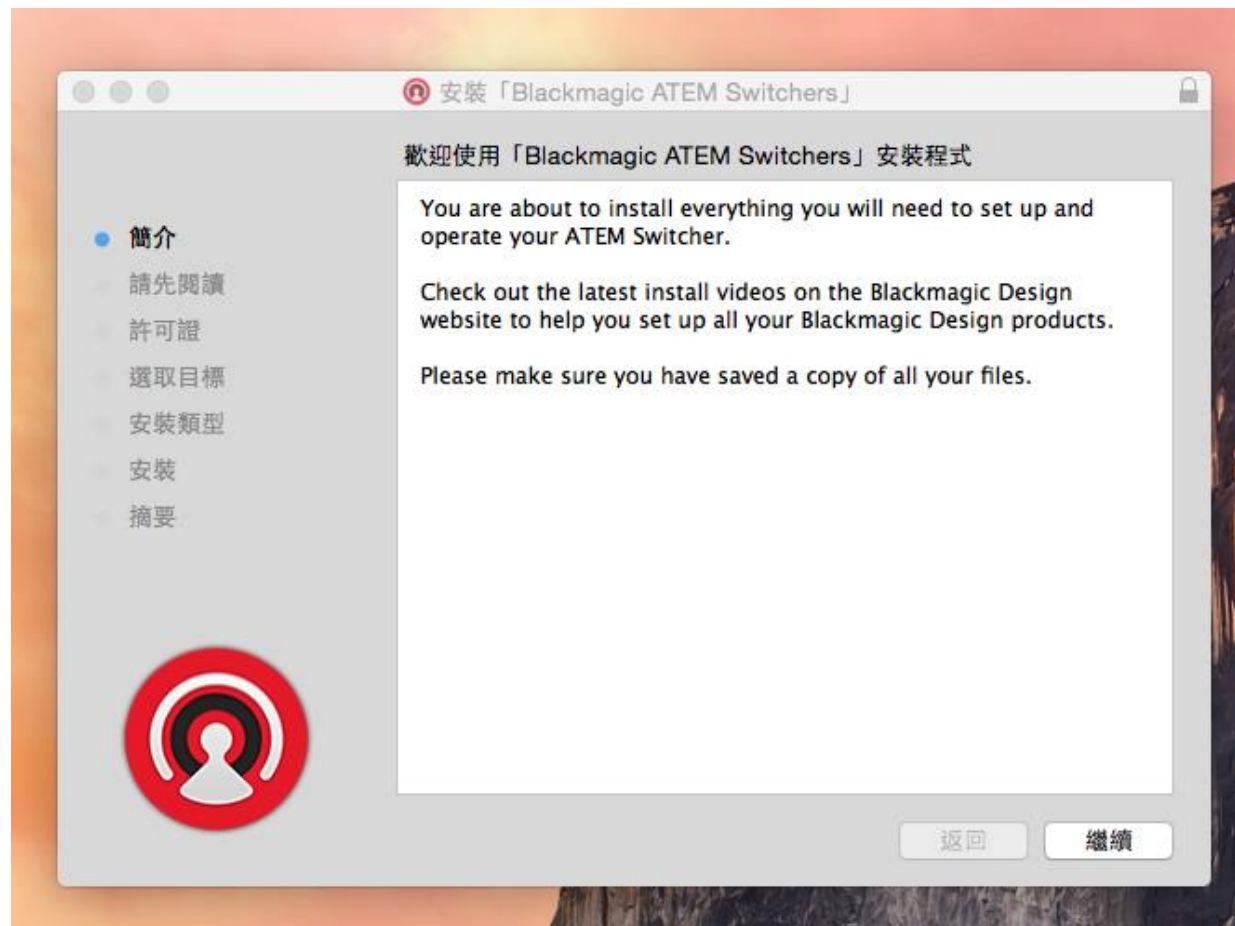 安裝「Blackmagic ATEM Switchers」
歡迎使用「Blackmagic ATEM Switchers」安裝程式
簡介
請先閱讀
許可證
選取目標
安裝類型
安裝
摘要
You are about to install everything you will need to set up and
operate your ATEM Switcher.
Check out the latest install videos on the Blackmagic Design
website to help you set up all your Blackmagic Design products.
Please make sure you have saved a copy of all your files.
返回
繼續